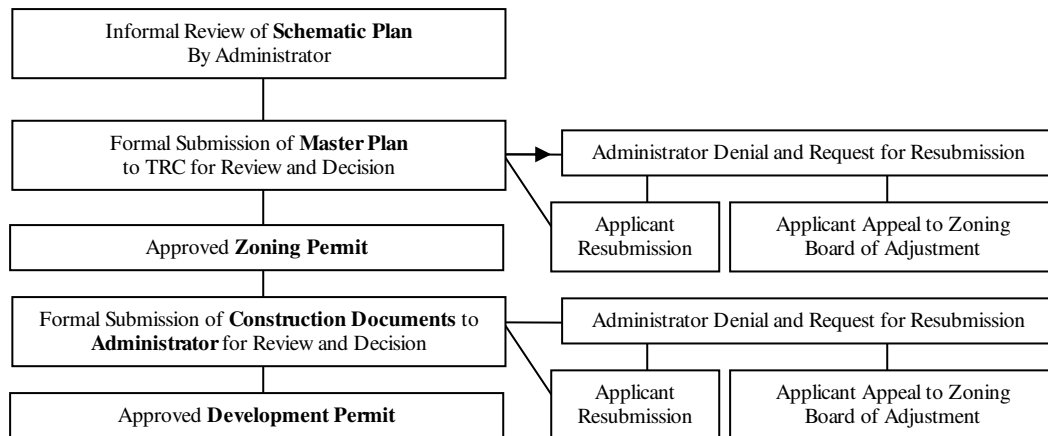 Informal Review of Schematic Plan
By Administrator
Formal Submission of Master Plan
to TRC for Review and Decision
Administrator Denial and Request for Resubmission
Applicant
Resubmission
Applicant Appeal to Zoning
Board of Adjustment
Approved Zoning Permit
Formal Submission of Construction Documents to
Administrator for Review and Decision
Administrator Denial and Request for Resubmission
Applicant
Resubmission
Applicant Appeal to Zoning
Board of Adjustment
Approved Development Permit